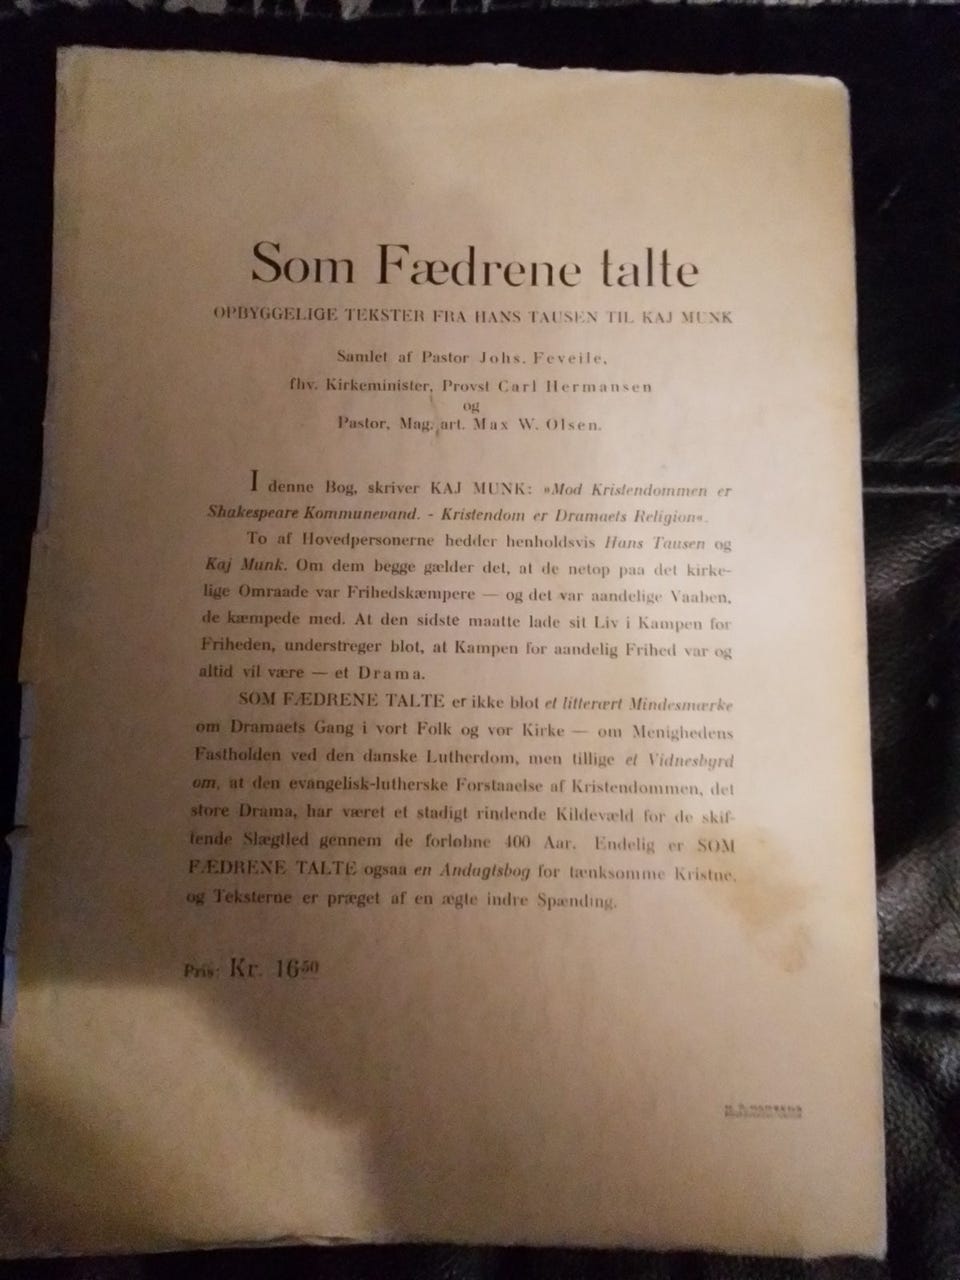 Som Fædrene talte
OPBYGGELIGE TEKSTER FRA HANS TAUSEN TIL KAJ MUNK
Samlet af Pastor Johs. Feveile,
fhv. Kirkeminister, Provst Carl Hermansen
og
Pastor, Mag. art. Max W. Olsen.
I denne Bog, skriver KAJ MUNK: »Mod Kristendommen er
Shakespeare Kommunevand. - Kristendom er Dramaets Religion«.
To af Hovedpersonerne hedder henholdsvis Hans Tausen og
Kaj Munk. Om dem begge gælder det, at de netop paa det kirke-
lige Omraade var Frihedskæmpere — og det var aandelige Vaaben,
de kæmpede med. At den sidste maatte lade sit Liv i Kampen for
Friheden, understreger blot, at Kampen for aandelig Frihed var og
altid vil være — et Drama.
SOM FÆDRENE TALTE er ikke blot et litterært Mindesmærke
om Dramaets Gang i vort Folk og vor Kirke — om Menighedens
Fastholden ved den danske Lutherdom, men tillige et Vidnesbyrd
om, at den evangelisk-lutherske Forstaaelse af Kristendommen, det
store Drama, har været et stadigt rindende Kildevæld for de skif-
tende Slægtled gennem de forløbne 400 Aar. Endelig er SOM
FÆDRENE TALTE ogsaa en Andagtsbog for tænksomme Kristne,
og Teksterne er præget af en ægte indre Spænding.
Pris: Kr. 16⁵⁰